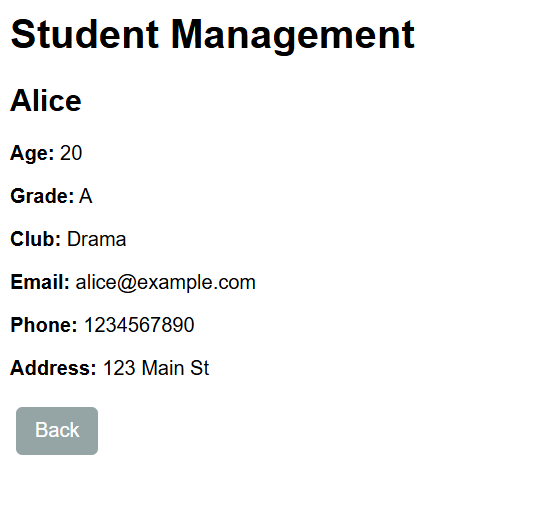 Student Management
Alice
Age: 20
Grade: A
Club: Drama
Email: alice@example.com
Phone: 1234567890
Address: 123 Main St
Back